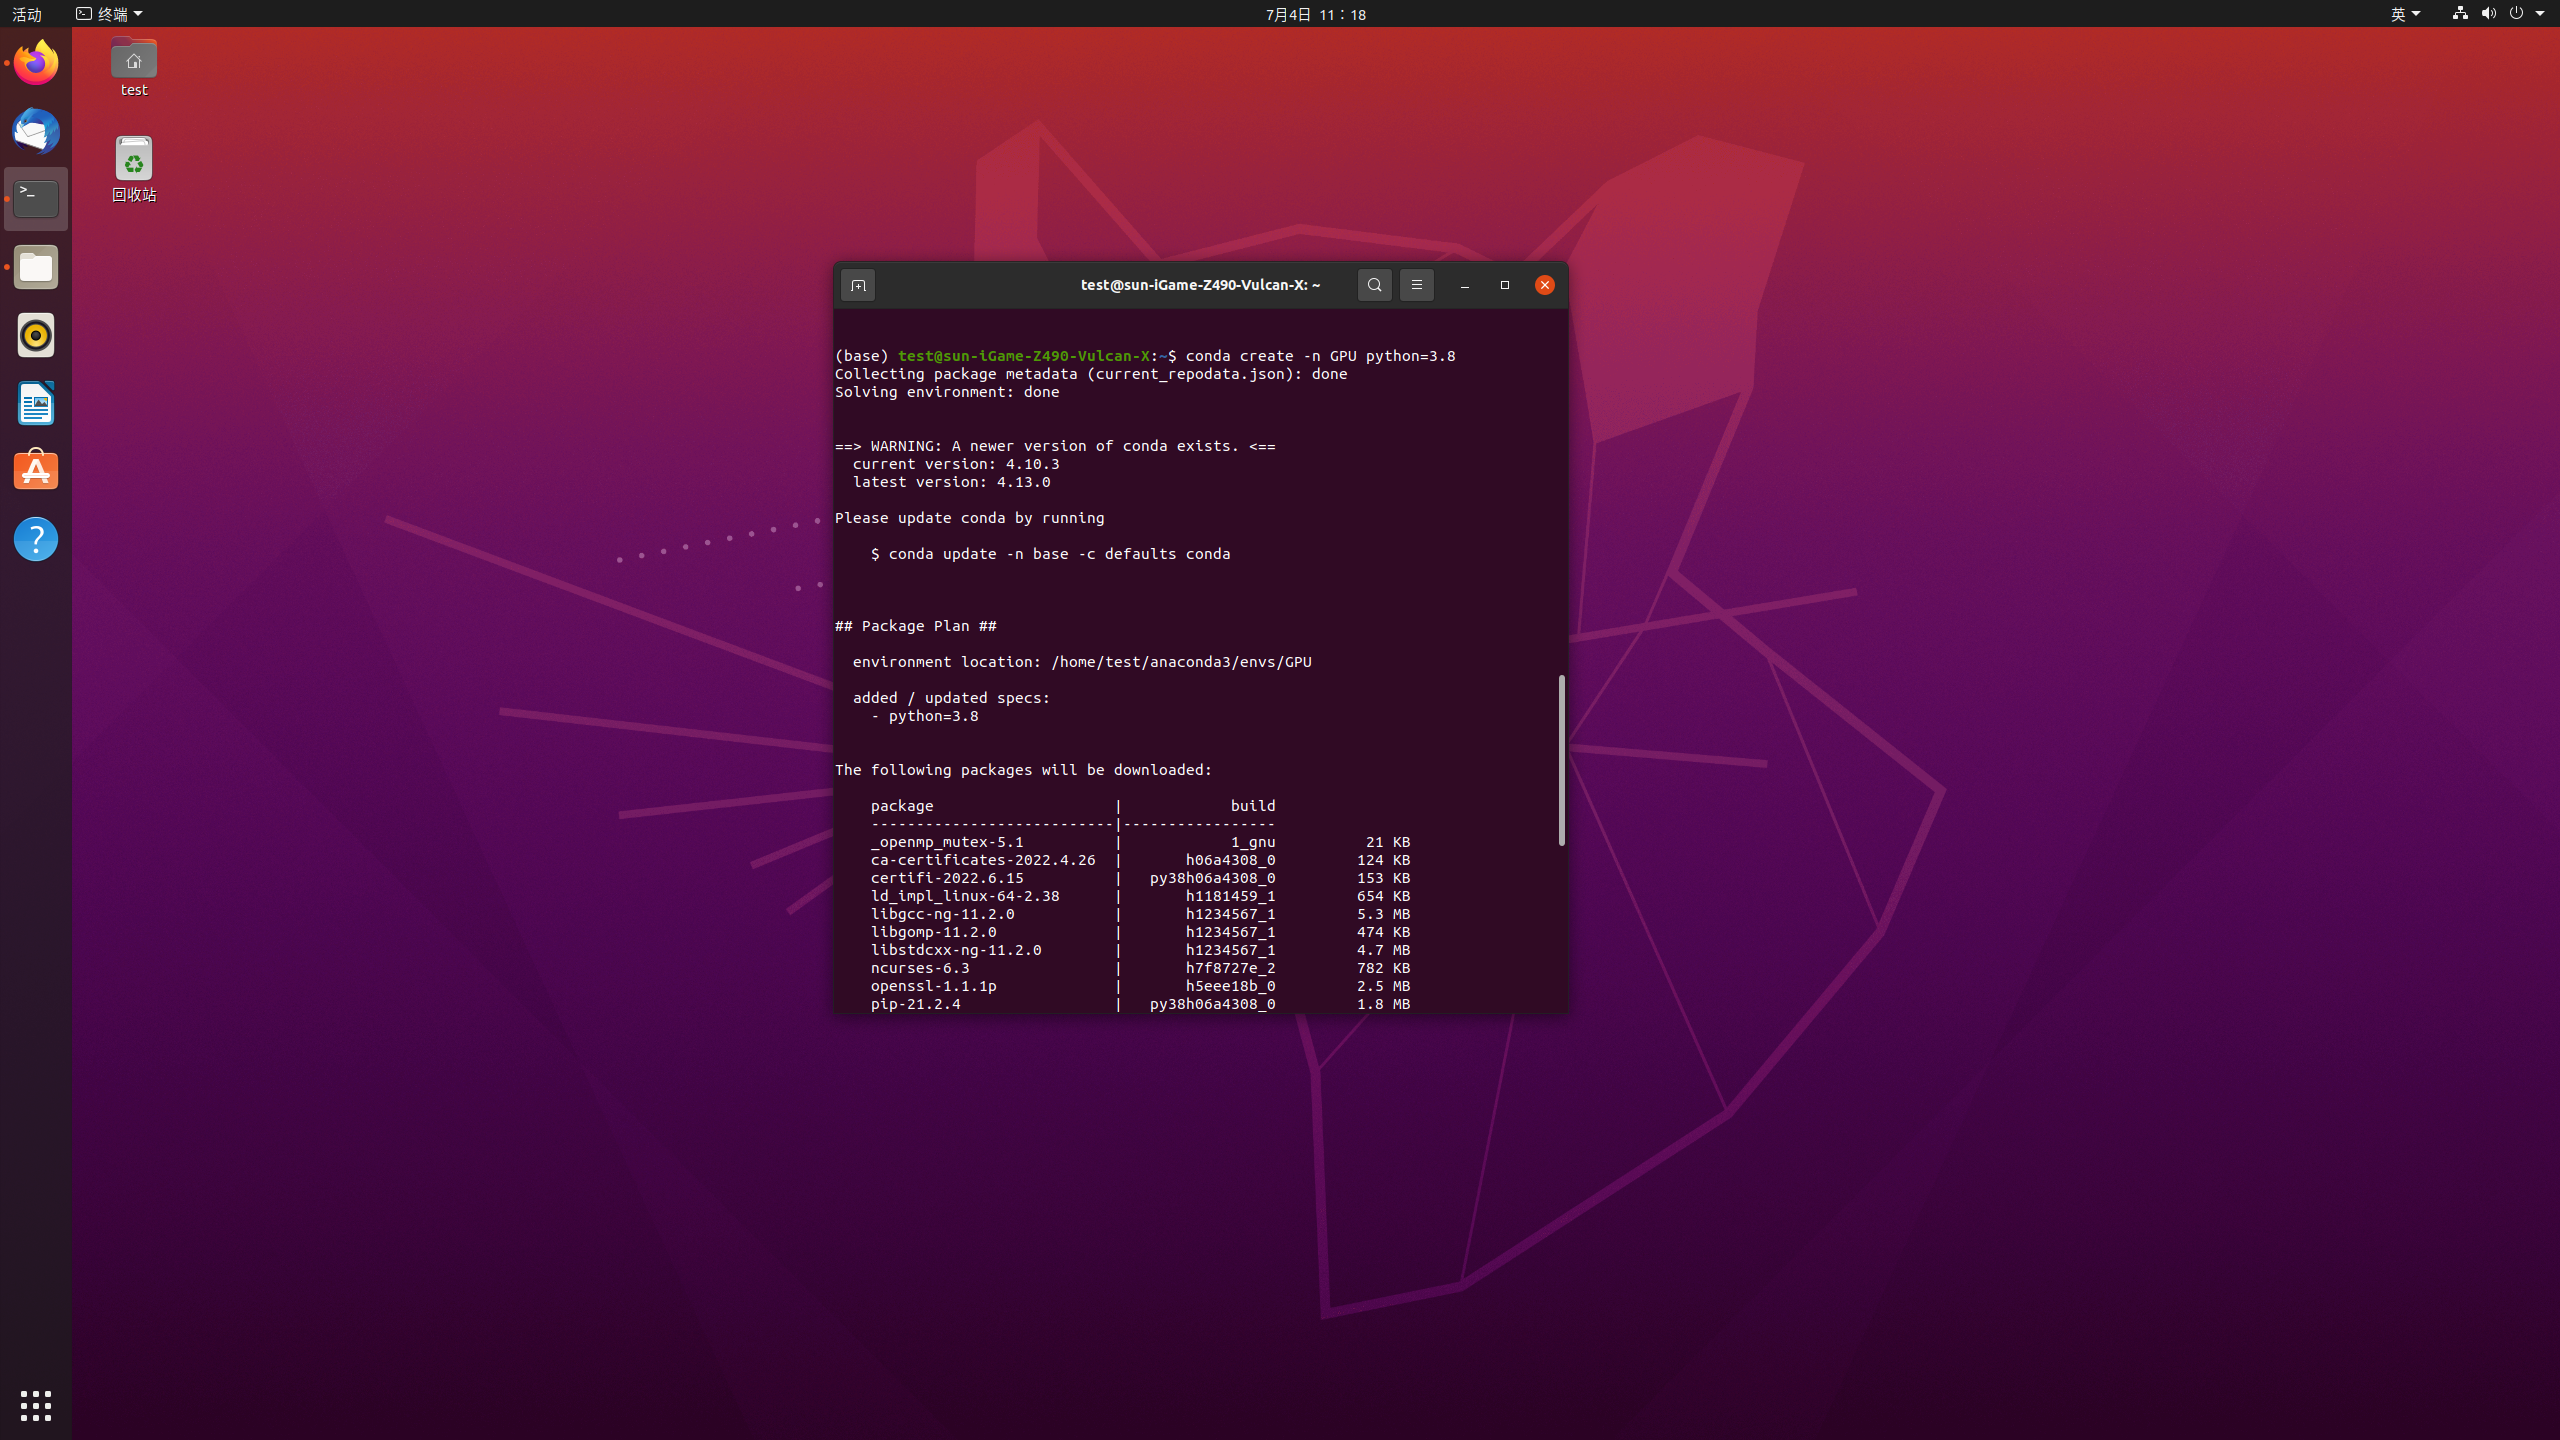 活动
终端
7月4日 11：18
英
test
回收站
test@sun-iGame-Z490-Vulcan-X: ~
(base) test@sun-iGame-Z490-Vulcan-X:~$ conda create -n GPU python=3.8
Collecting package metadata (current_repodata.json): done
Solving environment: done
==> WARNING: A newer version of conda exists. <==
  current version: 4.10.3
  latest version: 4.13.0
Please update conda by running
    $ conda update -n base -c defaults conda
## Package Plan ##
  environment location: /home/test/anaconda3/envs/GPU
  added / updated specs:
    - python=3.8
The following packages will be downloaded:
    package                    |            build
    ---------------------------|-----------------
    _openmp_mutex-5.1          |            1_gnu          21 KB
    ca-certificates-2022.4.26  |       h06a4308_0         124 KB
    certifi-2022.6.15          |   py38h06a4308_0         153 KB
    ld_impl_linux-64-2.38      |       h1181459_1         654 KB
    libgcc-ng-11.2.0           |       h1234567_1         5.3 MB
    libgomp-11.2.0             |       h1234567_1         474 KB
    libstdcxx-ng-11.2.0        |       h1234567_1         4.7 MB
    ncurses-6.3                |       h7f8727e_2         782 KB
    openssl-1.1.1p             |       h5eee18b_0         2.5 MB
    pip-21.2.4                 |   py38h06a4308_0         1.8 MB